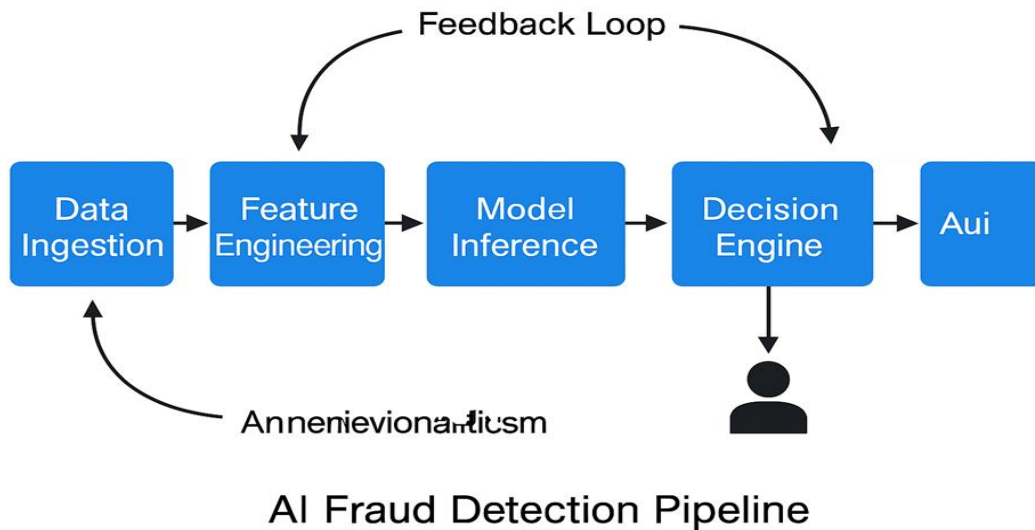 Feedback Loop
Data
Ingestion
Feature
Engineering
Model
Inference
Decision
Engine
Aui
AI Fraud Detection Pipeline